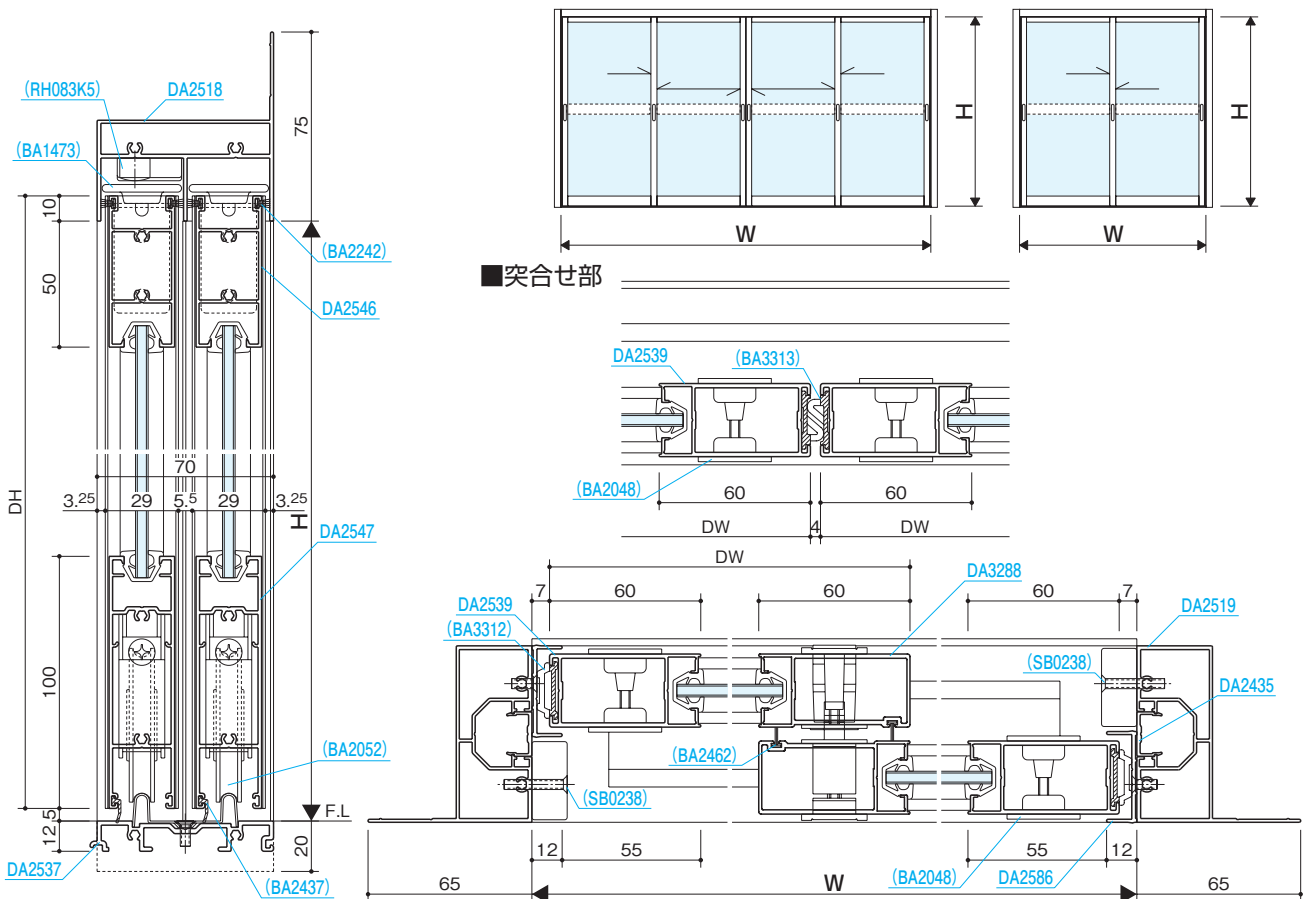 (RH083K5)
DA2518
(BA1473)
75
10
(BA2242)
50
DA2546
DH
70
3.25
29
5.5
29
3.25
H
DA2547
100
(BA2052)
5
12
F.L
20
DA2537
(BA2437)
H
W
H
W
■突合せ部
DA2539
(BA3313)
(BA2048)
60
60
DW
4
DW
DW
7
60
60
DA3288
60
7
DA2539
(BA3312)
DA2519
(SB0238)
DA2435
(BA2462)
(SB0238)
12
55
(BA2048)
55
12
DA2586
65
W
65